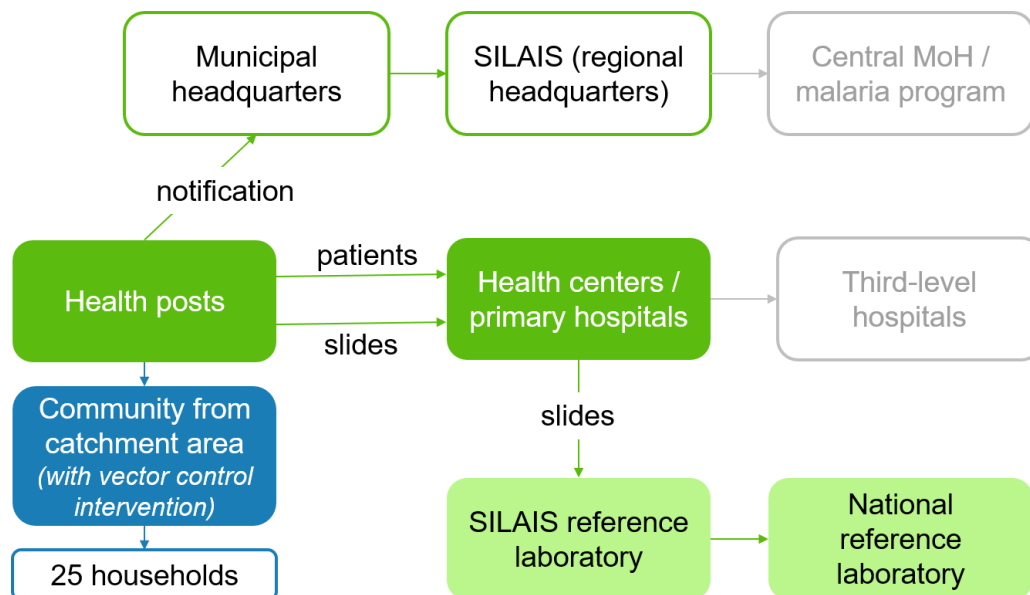 Municipal
headquarters
SILAIS (regional
headquarters)
Central MoH /
malaria program
notification
Health posts
patients
slides
Health centers /
primary hospitals
Third-level
hospitals
Community from
catchment area
(with vector control
intervention)
25 households
slides
SILAIS reference
laboratory
National
reference
laboratory